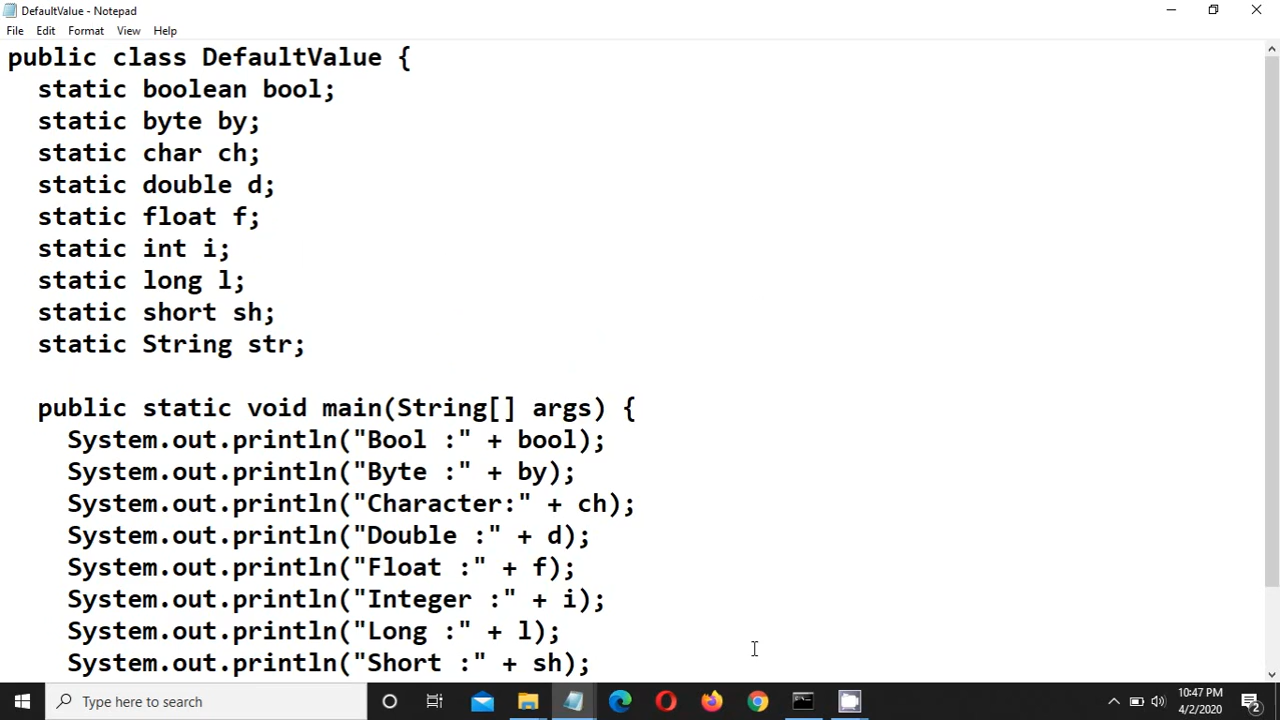 DefaultValue - Notepad
File Edit Format View Help
public class DefaultValue {
static boolean bool;
static byte by;
static char ch;
static double d;
static float f;
static int i;
static long l;
static short sh;
static String str;
public static void main(String[] args) {
System.out.println("Bool :" + bool);
System.out.println("Byte :" + by);
System.out.println("Character:" + ch);
System.out.println("Double :" + d);
System.out.println("Float :" + f);
System.out.println("Integer :" + i);
System.out.println("Long :" + l);
System.out.println("Short :" + sh);
Type here to search
10:47 PM
4/2/2020
2